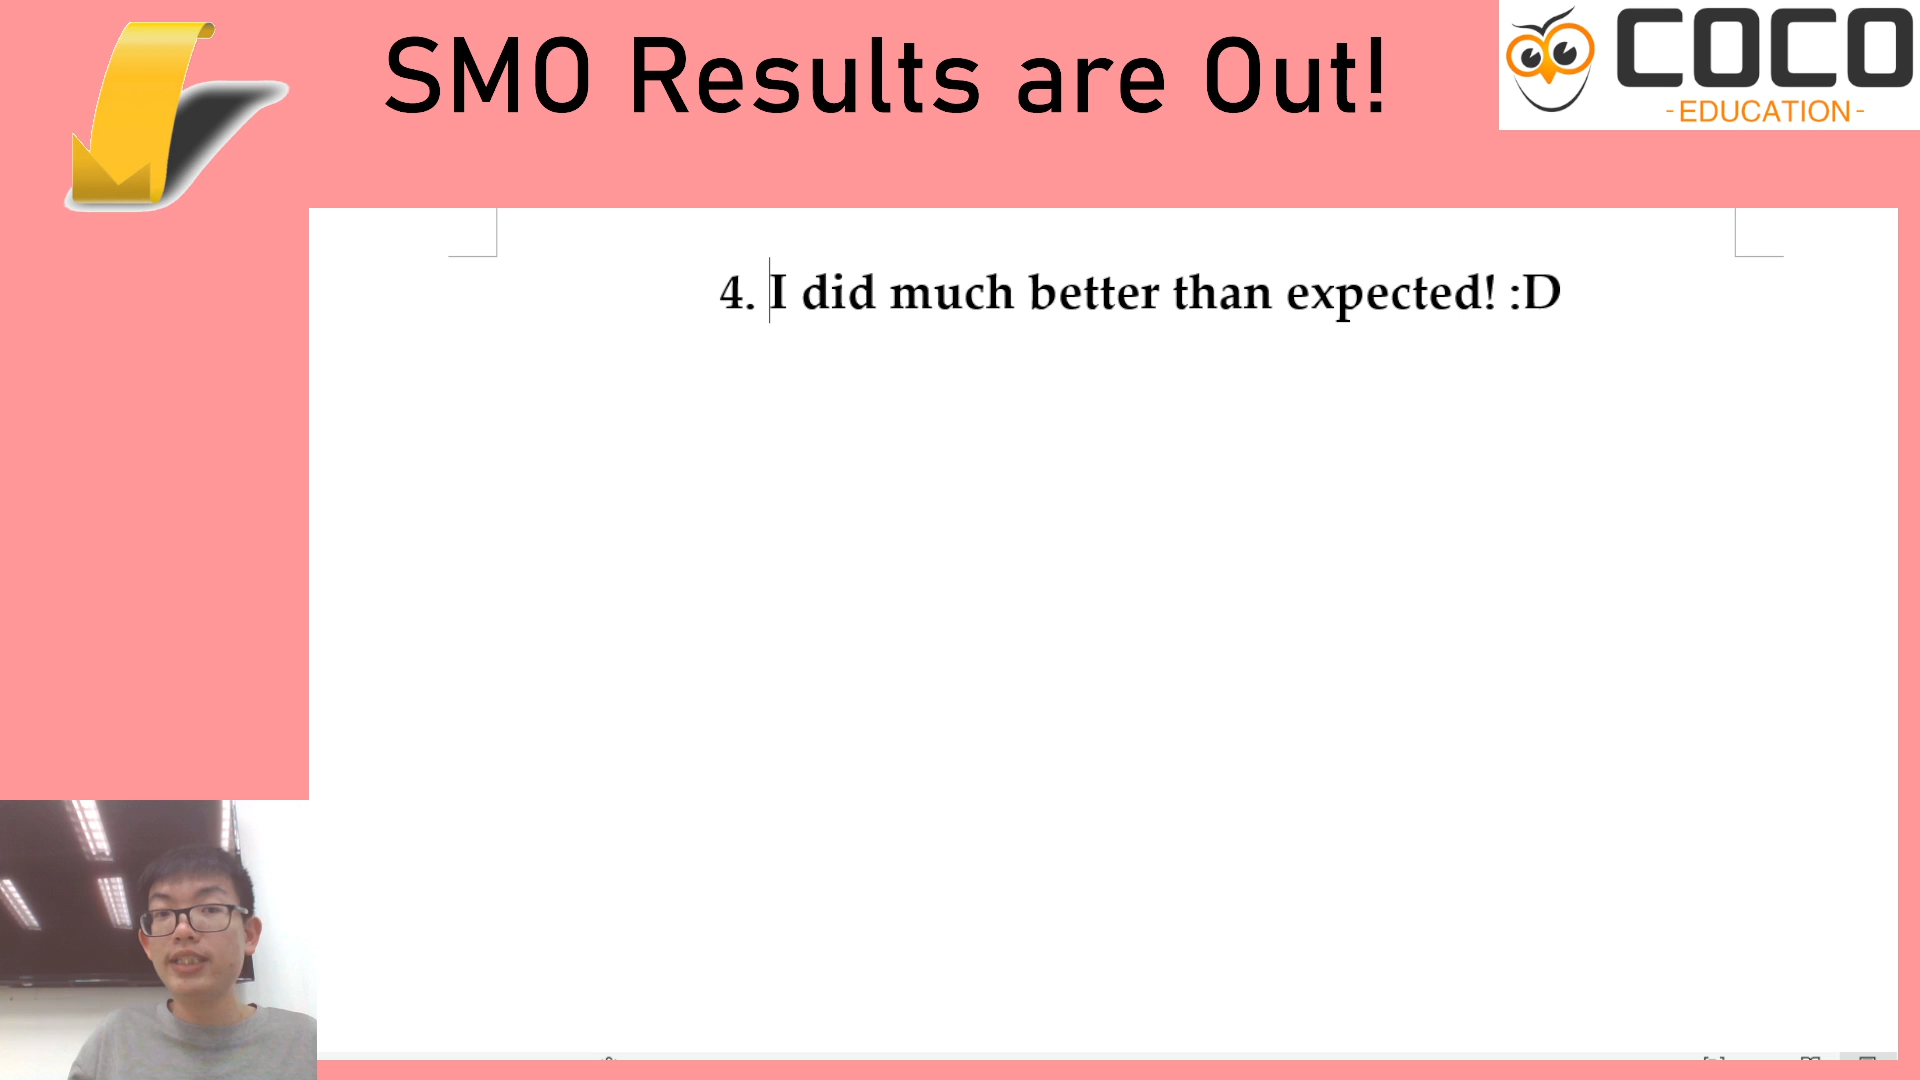 SMO Results are Out!
COCO
-EDUCATION-
4. I did much better than expected! :D